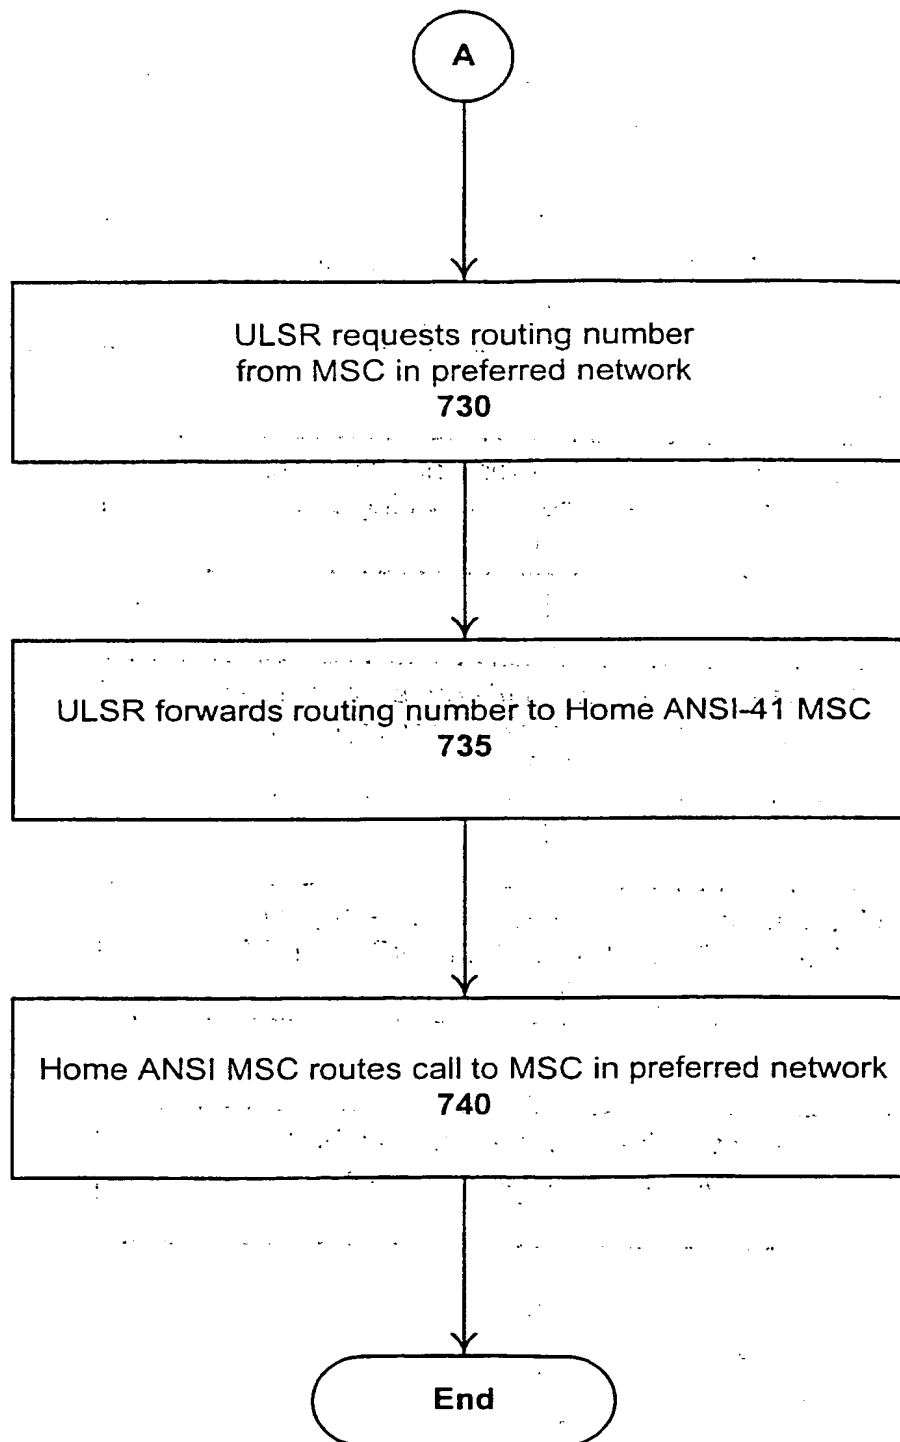 A
ULSR requests routing number
from MSC in preferred network
730
ULSR forwards routing number to Home ANSI-41 MSC
735
Home ANSI MSC routes call to MSC in preferred network
740
End